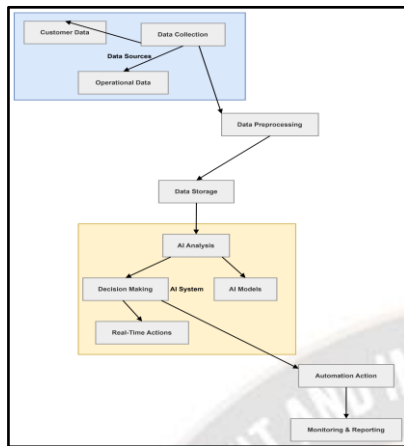 Customer Data
Data Collection
Data Sources
Operational Data
Data Preprocessing
Data Storage
AI Analysis
Decision Making
AI System
AI Models
Real-Time Actions
Automation Action
Monitoring & Reporting